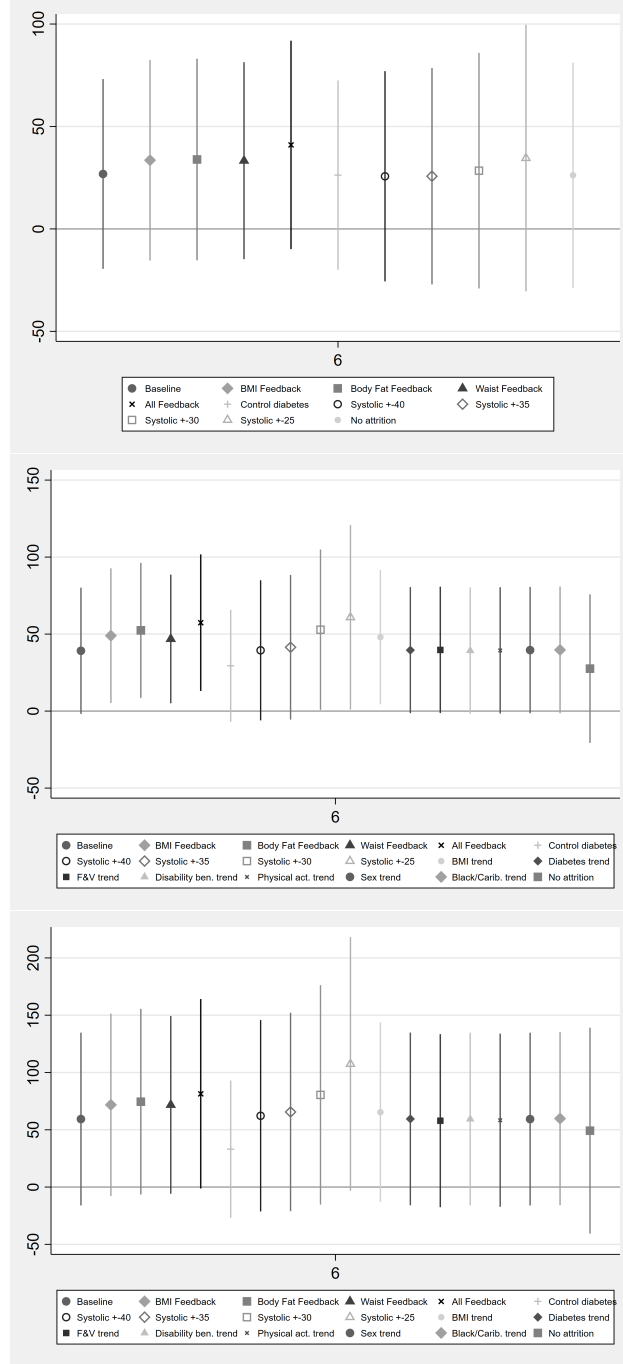 100
50
0
-50
6
Baseline BMI Feedback Body Fat Feedback Waist Feedback
All Feedback Control diabetes Systolic +-40 Systolic +-35
Systolic +-30 Systolic +-25 No attrition
150
100
50
0
-50
6
Baseline BMI Feedback Body Fat Feedback Waist Feedback All Feedback Control diabetes
Systolic +-40 Systolic +-35 Systolic +-30 Systolic +-25 BMI trend Diabetes trend
F&V trend Disability ben. trend Physical act. trend Sex trend Black/Carib. trend No attrition
200
150
100
50
0
-50
6
Baseline BMI Feedback Body Fat Feedback Waist Feedback All Feedback Control diabetes
Systolic +-40 Systolic +-35 Systolic +-30 Systolic +-25 BMI trend Diabetes trend
F&V trend Disability ben. trend Physical act. trend Sex trend Black/Carib. trend No attrition